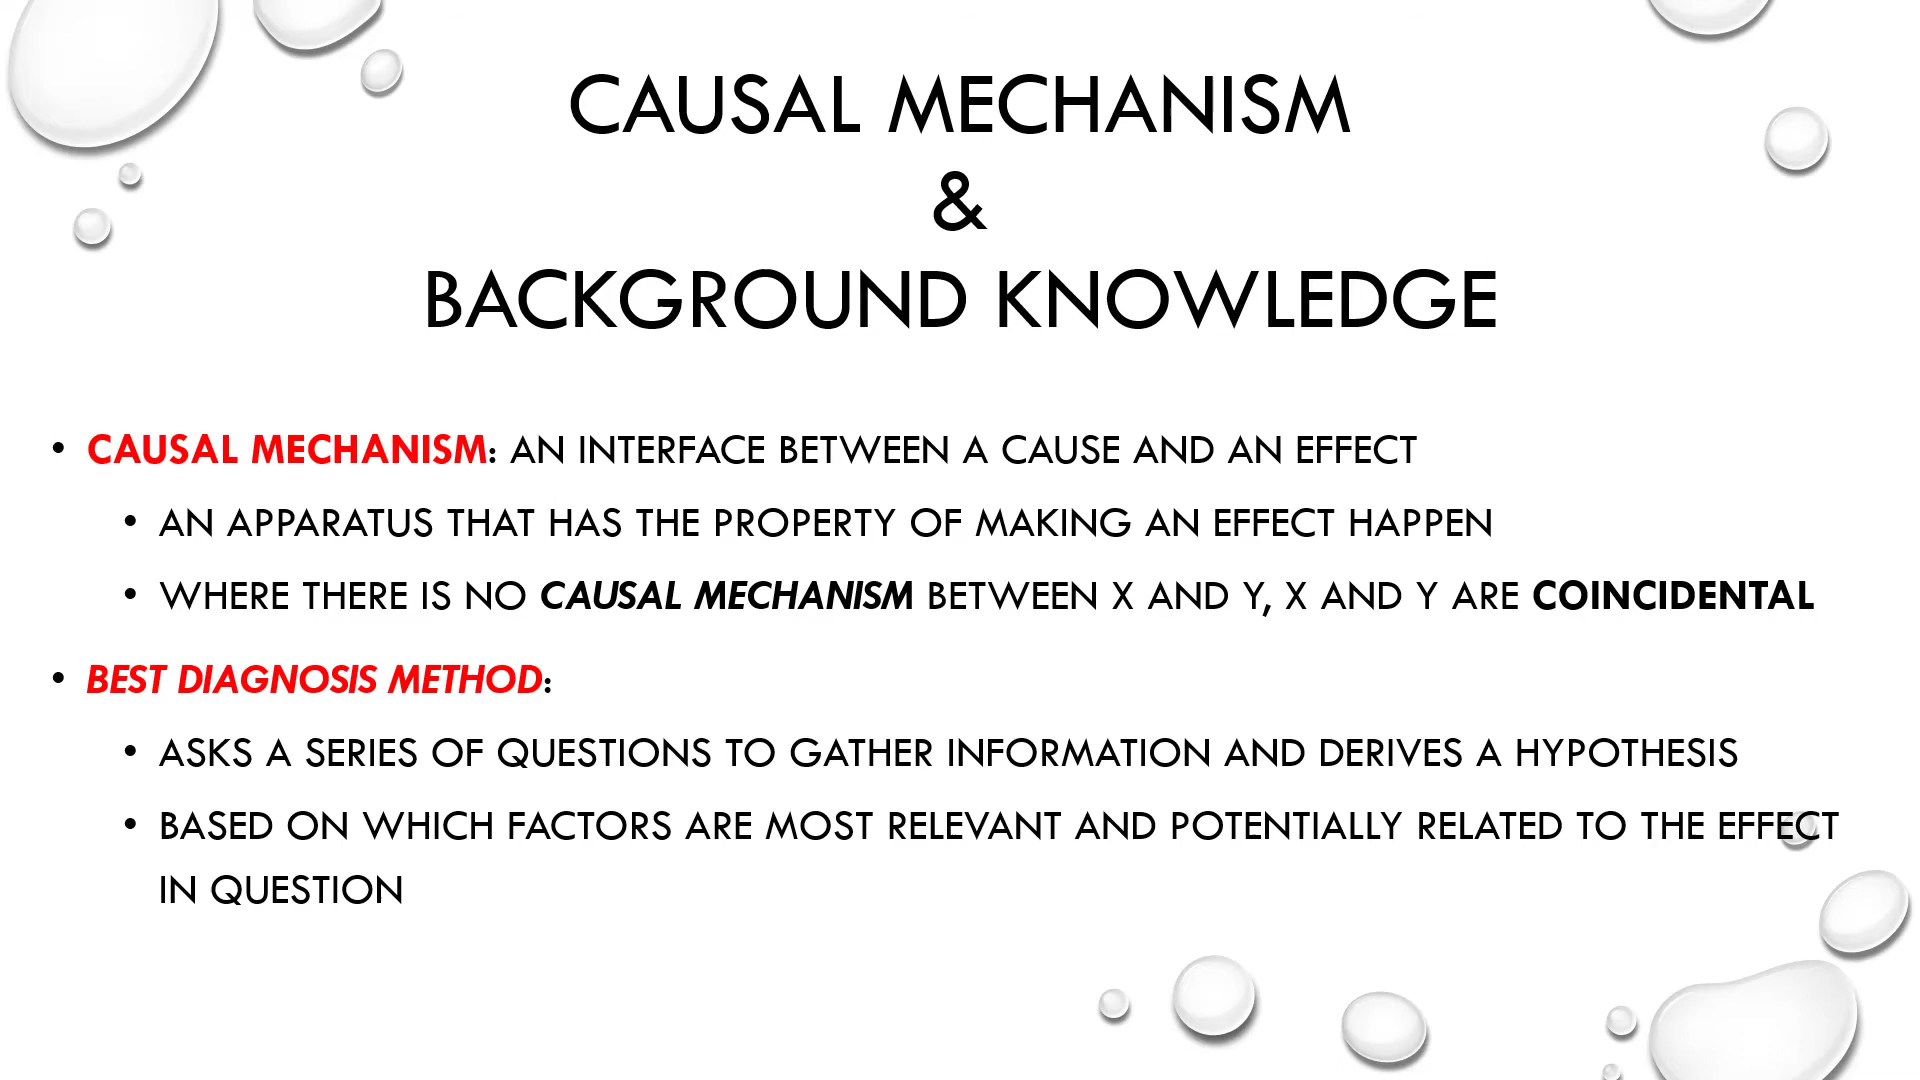 CAUSAL MECHANISM
&
BACKGROUND KNOWLEDGE
• CAUSAL MECHANISM: AN INTERFACE BETWEEN A CAUSE AND AN EFFECT
• AN APPARATUS THAT HAS THE PROPERTY OF MAKING AN EFFECT HAPPEN
• WHERE THERE IS NO CAUSAL MECHANISM BETWEEN X AND Y, X AND Y ARE COINCIDENTAL
• BEST DIAGNOSIS METHOD:
• ASKS A SERIES OF QUESTIONS TO GATHER INFORMATION AND DERIVES A HYPOTHESIS
• BASED ON WHICH FACTORS ARE MOST RELEVANT AND POTENTIALLY RELATED TO THE EFFECT
IN QUESTION